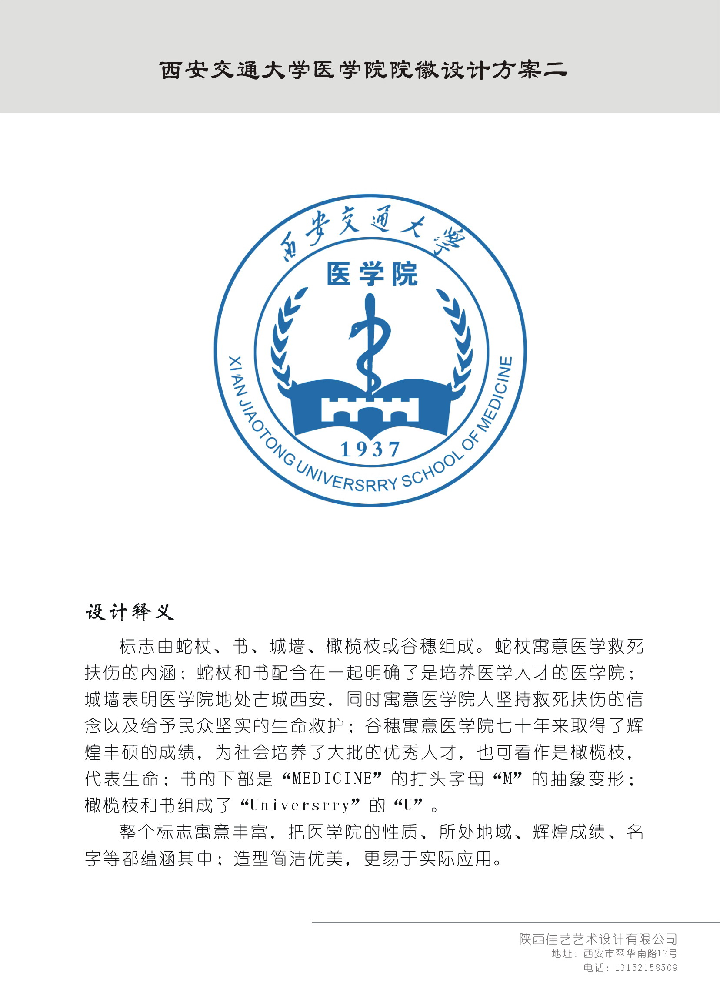 西安交通大学医学院院徽设计方案二
西安交通大学
医学院
1937
XI'AN JIAOTONG UNIVERSRRY SCHOOL OF MEDICINE
设计释义
标志由蛇杖、书、城墙、橄榄枝或谷穗组成。蛇杖寓意医学救死
扶伤的内涵；蛇杖和书配合在一起明确了是培养医学人才的医学院；
城墙表明医学院地处古城西安，同时寓意医学院人坚持救死扶伤的信
念以及给予民众坚实的生命救护；谷穗寓意医学院七十年来取得了辉
煌丰硕的成绩，为社会培养了大批的优秀人才，也可看作是橄榄枝，
代表生命；书的下部是“MEDICINE”的打头字母“M”的抽象变形；
橄榄枝和书组成了“Universrry”的“U”。
整个标志寓意丰富，把医学院的性质、所处地域、辉煌成绩、名
字等都蕴涵其中；造型简洁优美，更易于实际应用。
陕西佳艺艺术设计有限公司
地址：西安市翠华南路17号
电话：13152158509